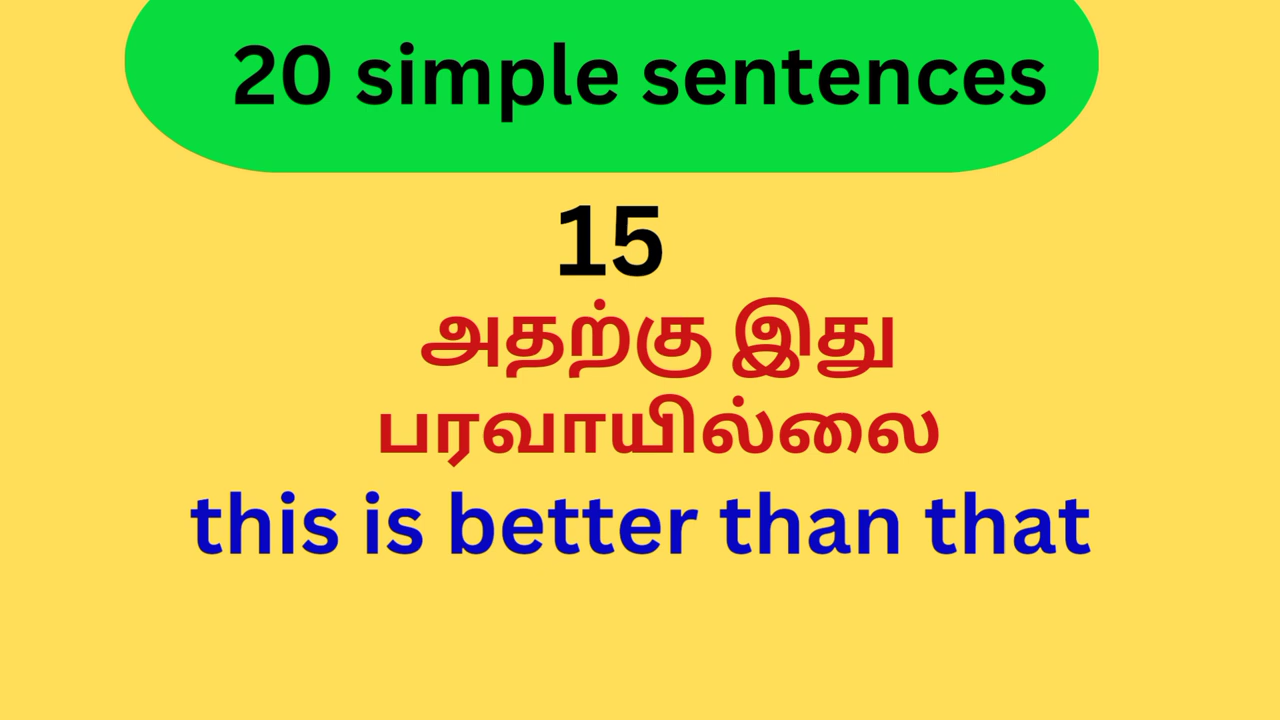 20 simple sentences
15
அதற்கு இது
பரவாயில்லை
this is better than that